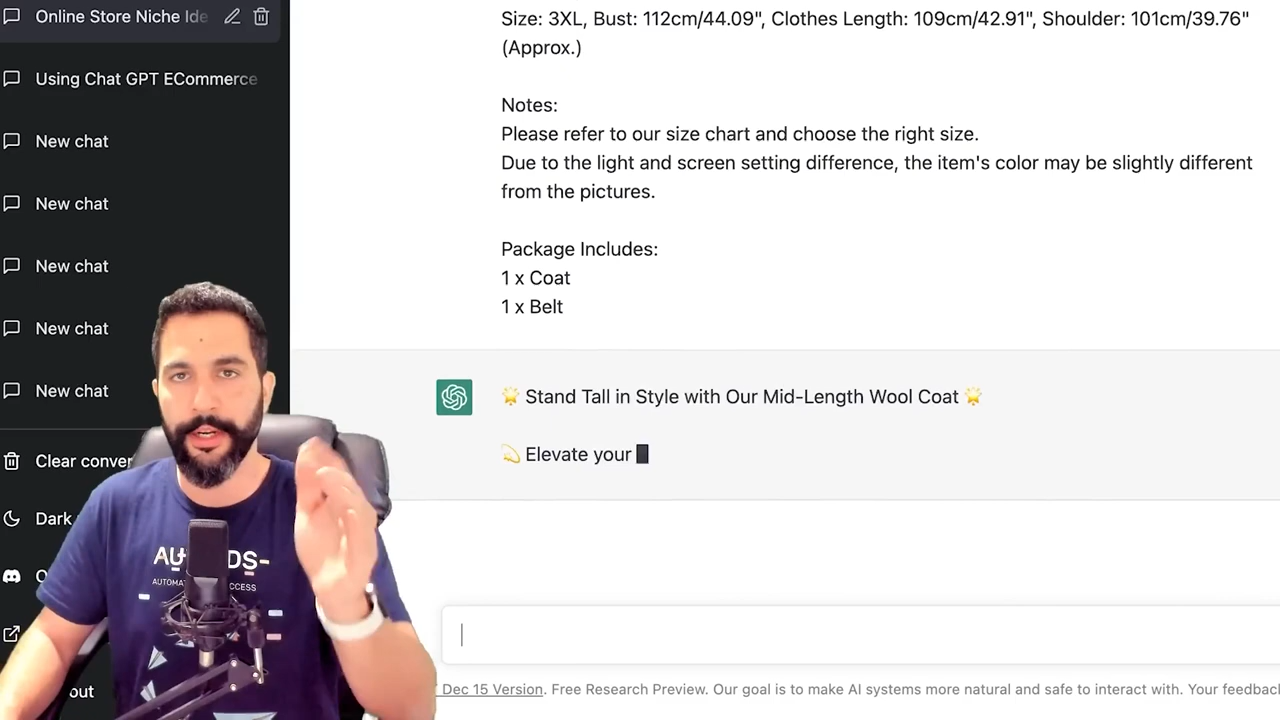 Online Store Niche Ide
Using Chat GPT ECommerce
New chat
New chat
New chat
New chat
New chat
Clear conver
Dark
out
Size: 3XL, Bust: 112cm/44.09", Clothes Length: 109cm/42.91", Shoulder: 101cm/39.76"
(Approx.)
Notes:
Please refer to our size chart and choose the right size.
Due to the light and screen setting difference, the item's color may be slightly different
from the pictures.
Package Includes:
1 x Coat
1 x Belt
🌟 Stand Tall in Style with Our Mid-Length Wool Coat 🌟
💫 Elevate your
Dec 15 Version. Free Research Preview. Our goal is to make AI systems more natural and safe to interact with. Your feedbac